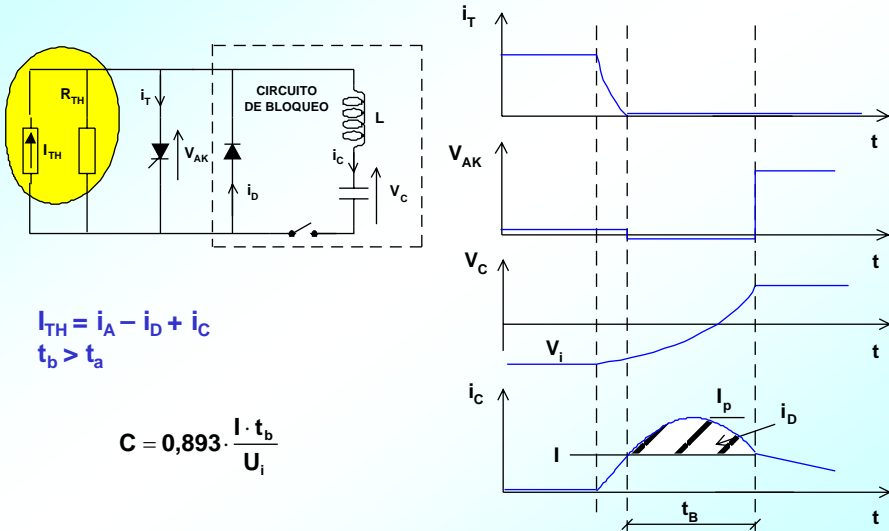 R_TH
I_TH
i_T
V_AK
i_D
CIRCUITO
DE BLOQUEO
L
i_C
V_C
I_TH = i_A – i_D + i_C
t_b > t_a
C = 0,893 · I · t_b / U_i
i_T
t
V_AK
t
V_C
V_i
t
i_C
I_p
i_D
I
t_B
t